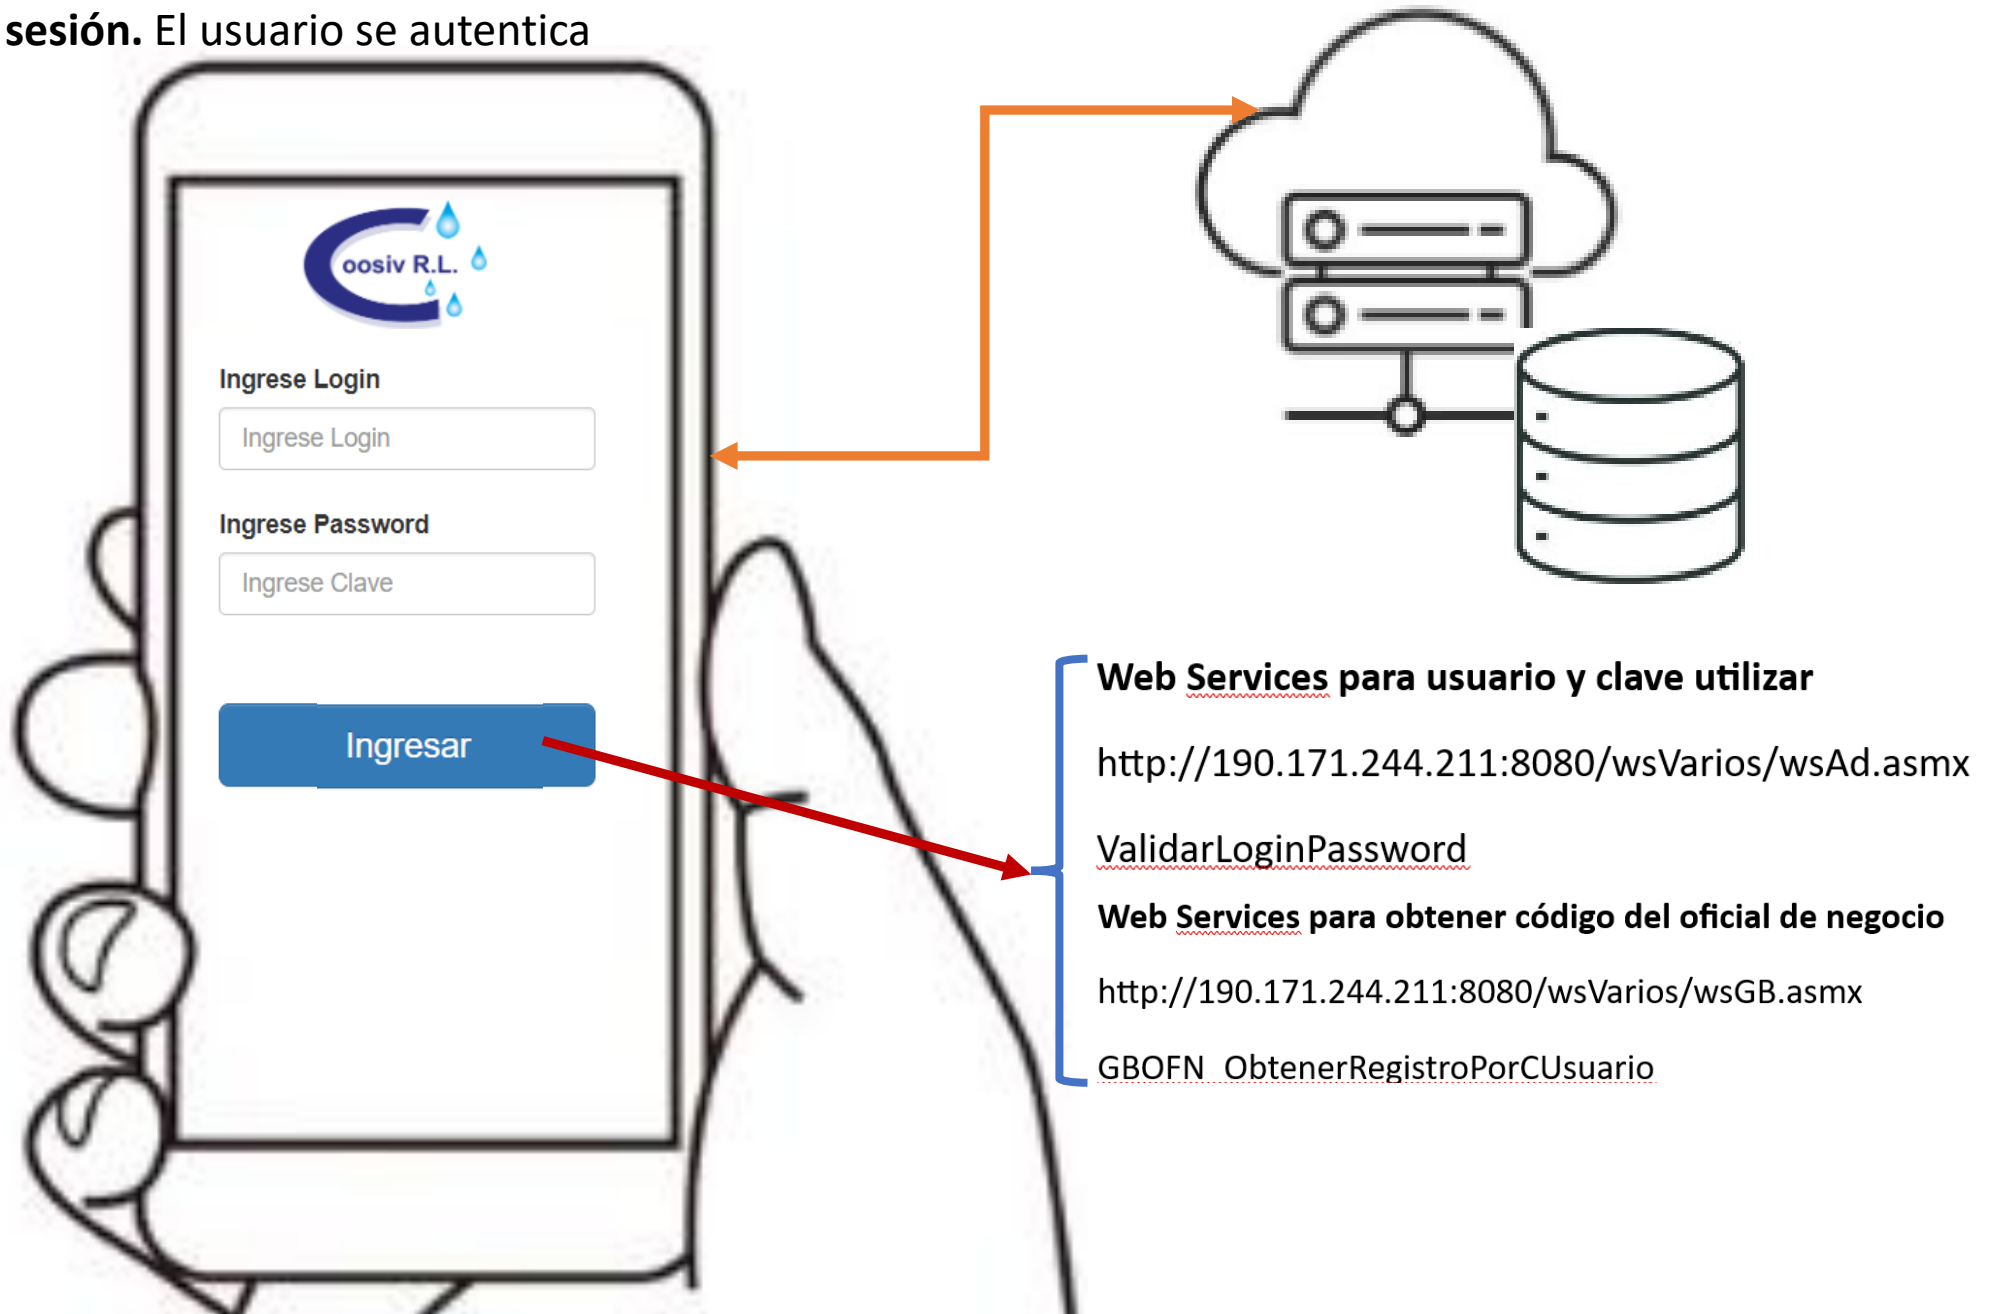 sesión. El usuario se autentica
oosiv R.L.
Ingrese Login
Ingrese Login
Ingrese Password
Ingrese Clave
Ingresar
Web Services para usuario y clave utilizar
http://190.171.244.211:8080/wsVarios/wsAd.asmx
ValidarLoginPassword
Web Services para obtener código del oficial de negocio
http://190.171.244.211:8080/wsVarios/wsGB.asmx
GBOFN_ObtenerRegistroPorCUsuario